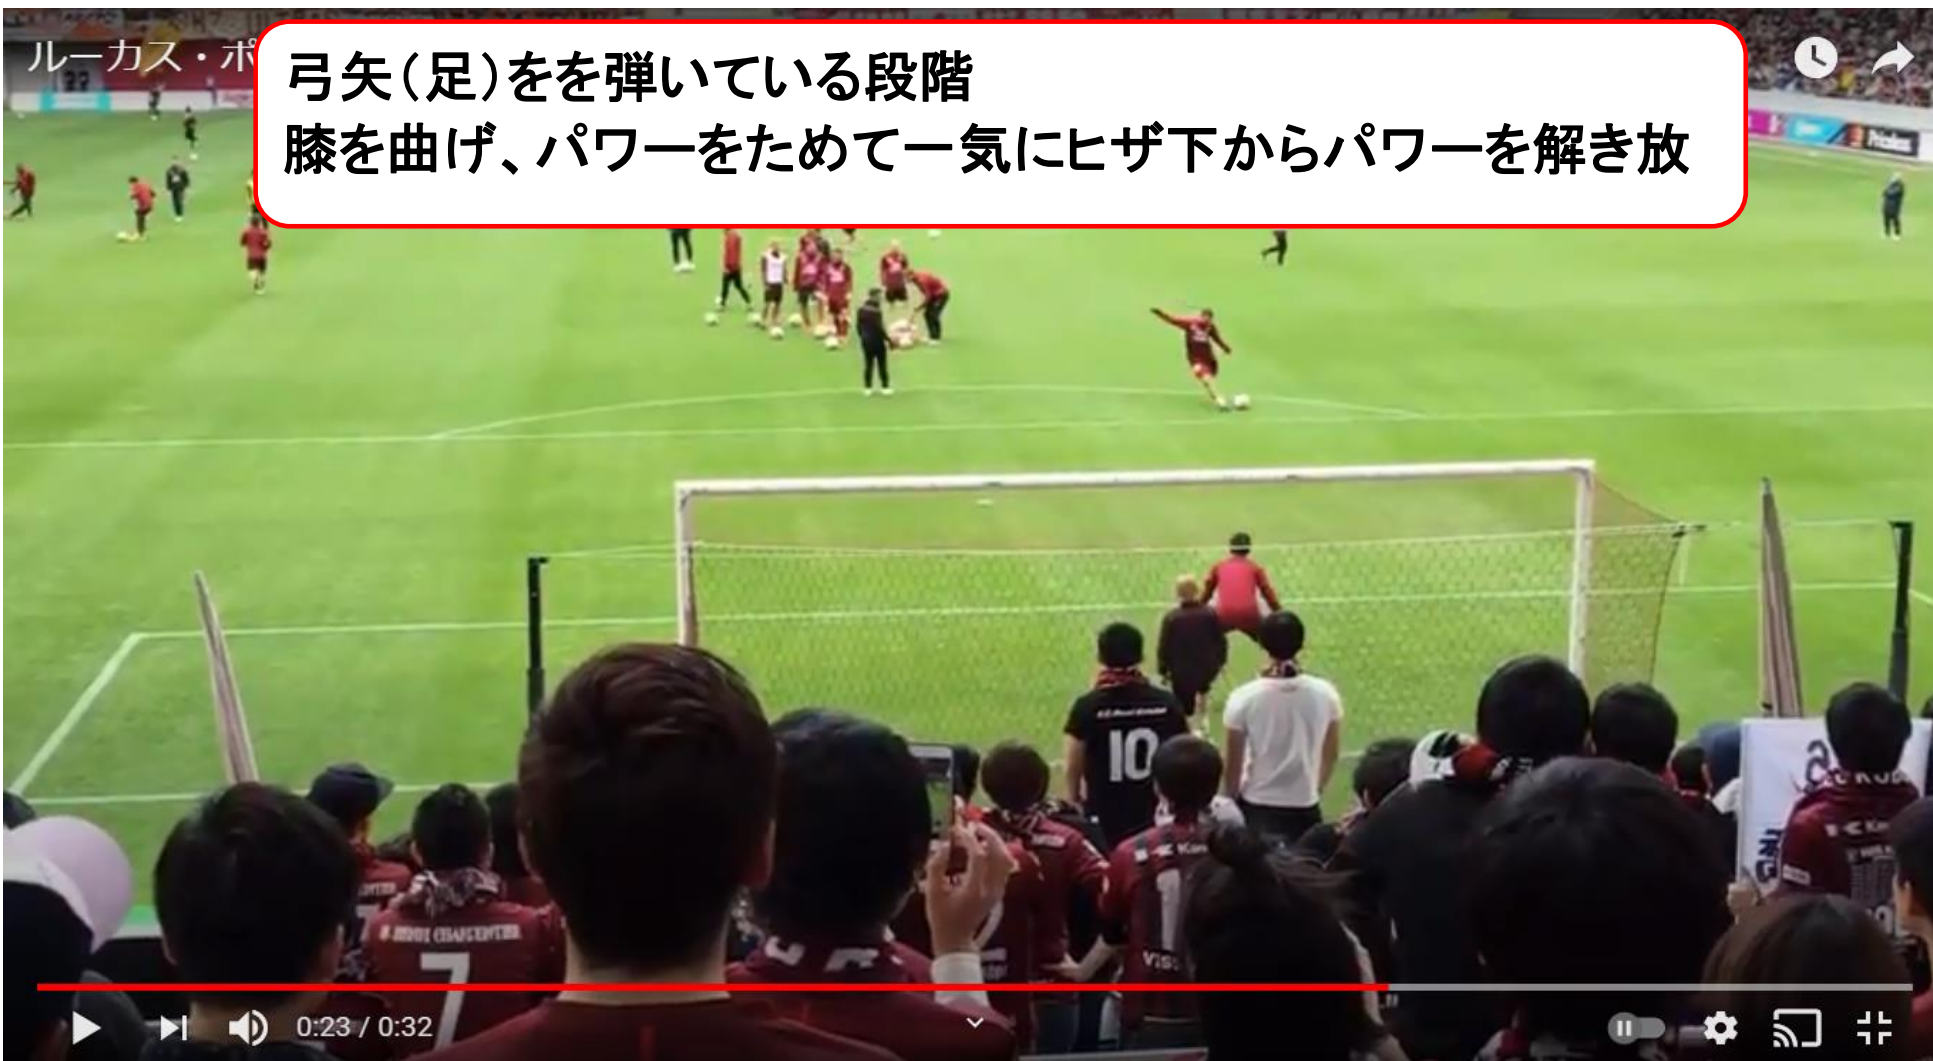 ルーカス・ポ
弓矢（足）をを弾いている段階
膝を曲げ、パワーをためて一気にヒザ下からパワーを解き放
10
7
0:23 / 0:32